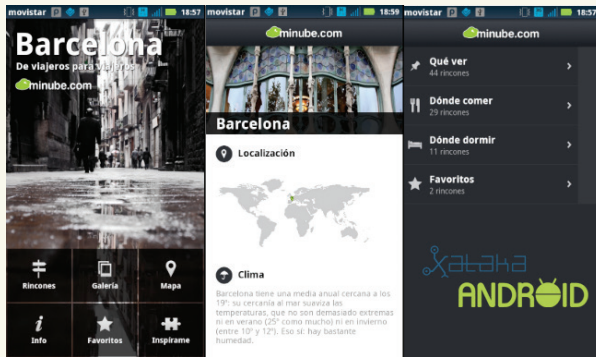 movistar 18:57
Barcelona
De viajeros para viajeros
minube.com
Rincones Galería Mapa
Info Favoritos Inspírame
movistar 18:59
minube.com
Barcelona
Localización
Clima
Barcelona tiene una media anual cercana a los
19º: su cercanía al mar suaviza las
temperaturas, que no son demasiado extremas
ni en verano (25º como mucho) ni en invierno
(entre 10º y 12º). Eso sí: hay bastante
humedad.
movistar 18:57
minube.com
Qué ver
44 rincones
Dónde comer
29 rincones
Dónde dormir
11 rincones
Favoritos
2 rincones
Xataka
ANDROID